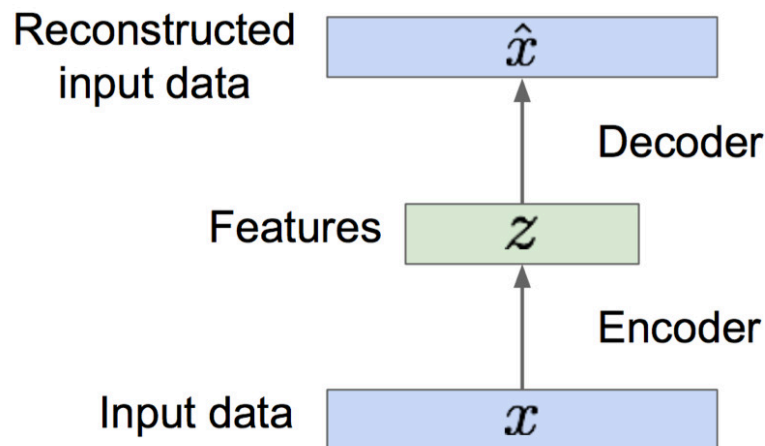 Reconstructed
input data
x̂
Decoder
Features
z
Encoder
Input data
x